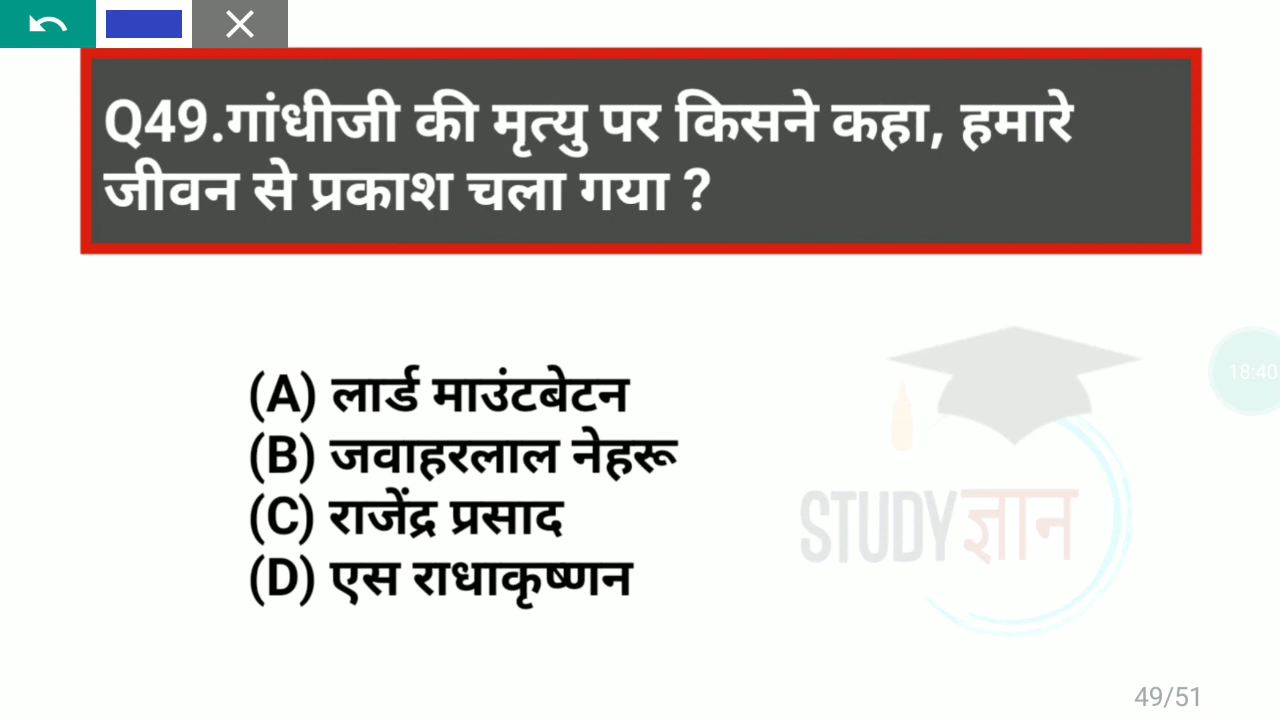 Q49.गांधीजी की मृत्यु पर किसने कहा, हमारे
जीवन से प्रकाश चला गया ?
(A) लार्ड माउंटबेटन
(B) जवाहरलाल नेहरू
(C) राजेंद्र प्रसाद
(D) एस राधाकृष्णन
18:40
STUDYज्ञान
49/51